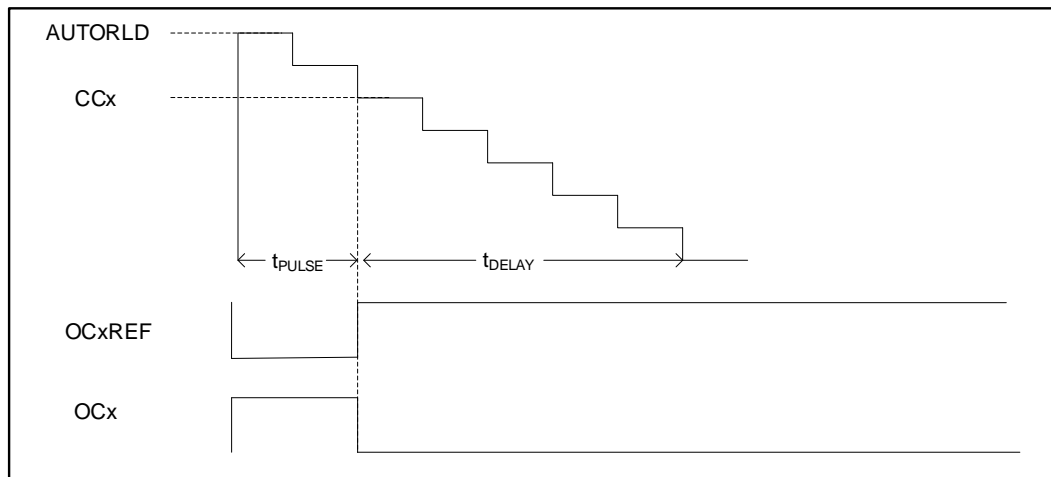 AUTORLD
CCx
tPULSE
tDELAY
OCxREF
OCx